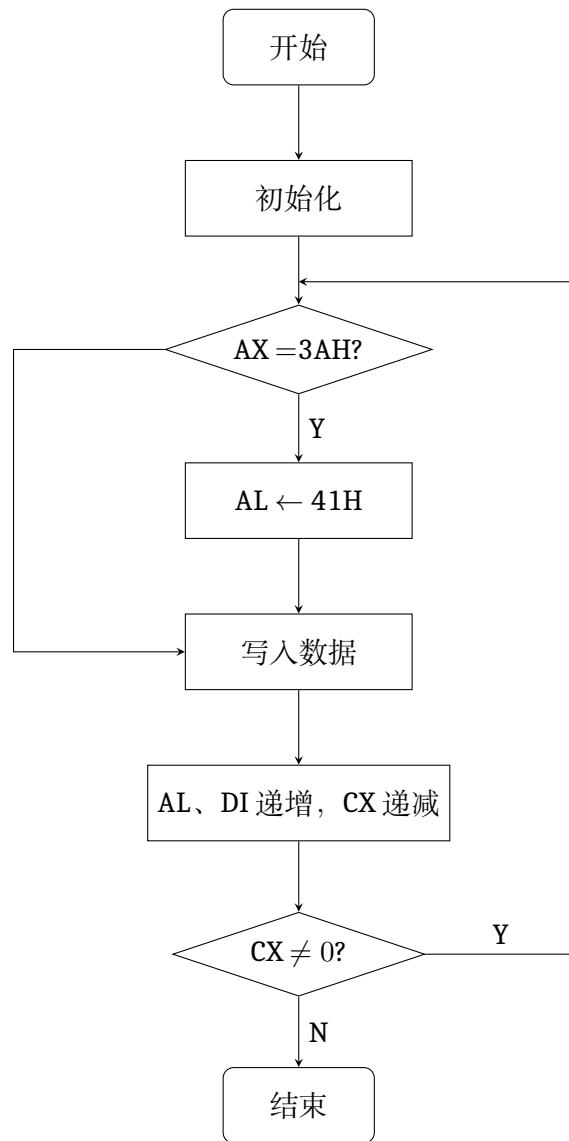 开始
初始化
AX =3AH?
Y
AL ← 41H
写入数据
AL、DI 递增，CX 递减
CX ≠ 0?
Y
N
结束